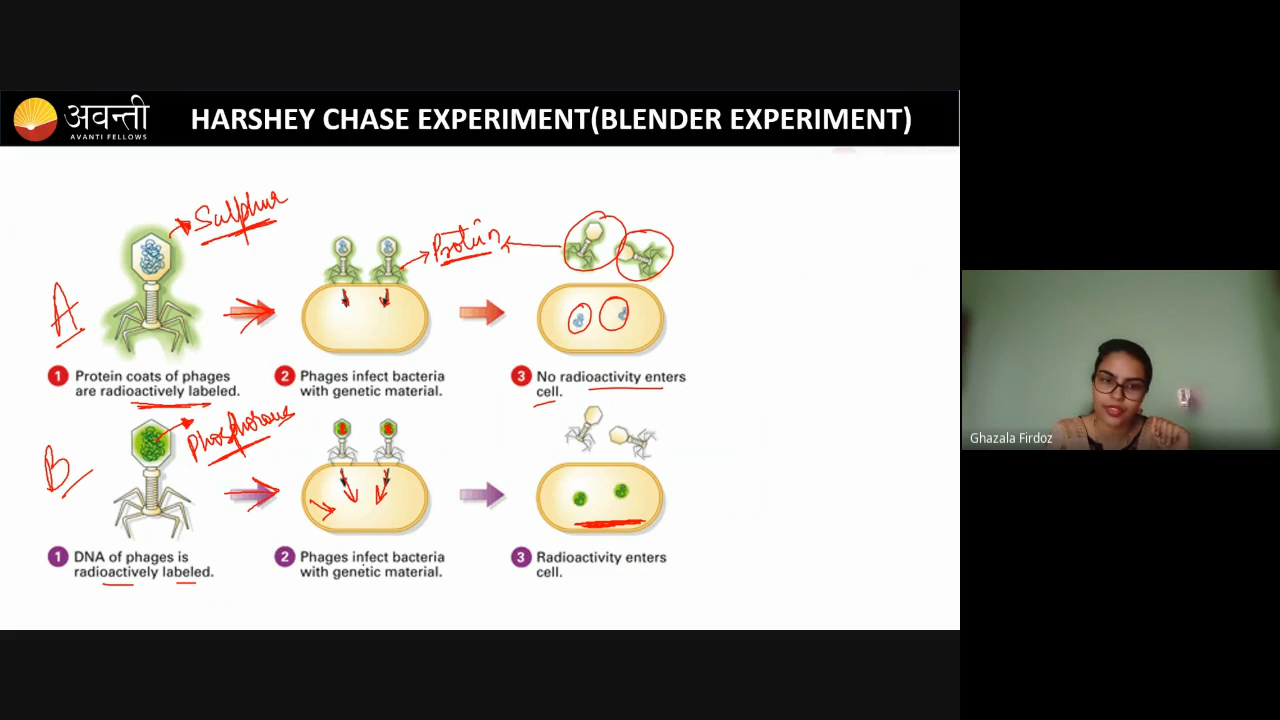 अवन्ती
AVANTI FELLOWS
HARSHEY CHASE EXPERIMENT(BLENDER EXPERIMENT)
Sulphur
Protein
A
1 Protein coats of phages
are radioactively labeled.
2 Phages infect bacteria
with genetic material.
3 No radioactivity enters
cell.
Phosphorous
B
1 DNA of phages is
radioactively labeled.
2 Phages infect bacteria
with genetic material.
3 Radioactivity enters
cell.
Ghazala Firdoz